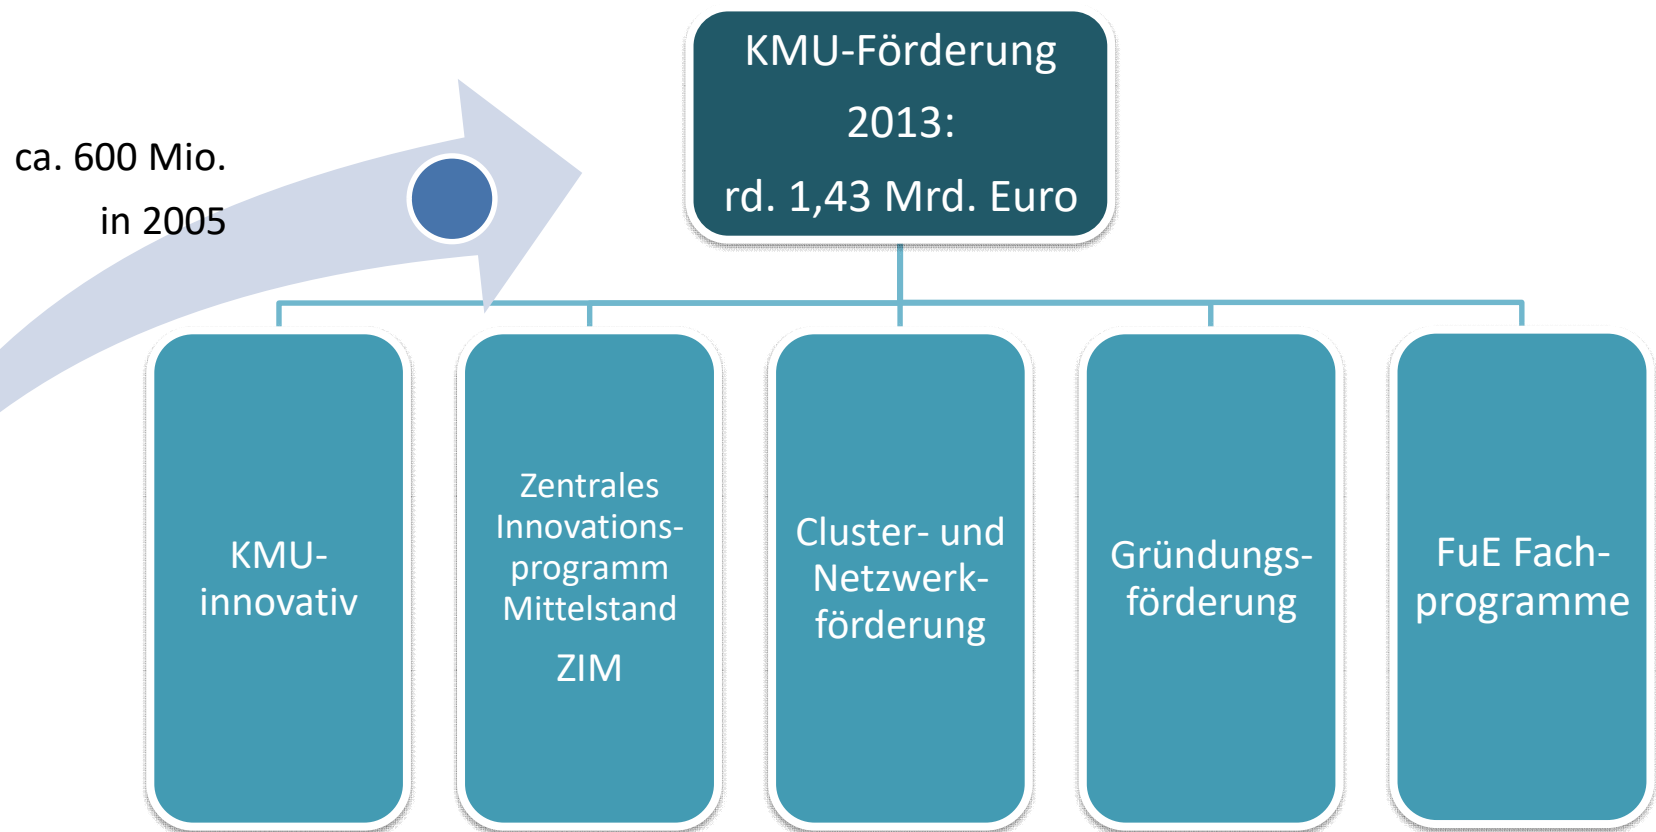 KMU-Förderung
2013:
rd. 1,43 Mrd. Euro
ca. 600 Mio.
in 2005
KMU-
innovativ
Zentrales
Innovations-
programm
Mittelstand
ZIM
Cluster- und
Netzwerk-
förderung
Gründungs-
förderung
FuE Fach-
programme